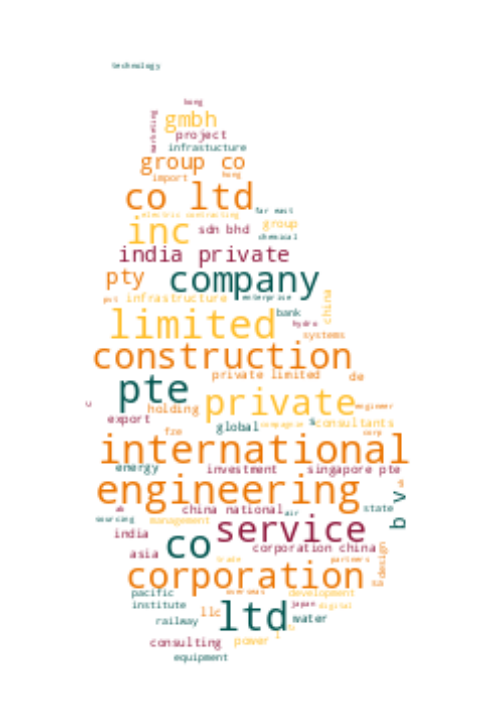 technology
hong
marketing
gmbh
project
infrastucture
group co
import
hong
co ltd
far east
electric contracting
group
inc
sdn bhd
chemical
india private
pty
company
pvt
infrastructure
enterprise
china
bank
limited
hydro
systems
construction
private limited
de
pte
private
engineer
export
holding
global
consultants
fze
corp
international
energy
investment
singapore pte
engineering
b v
china national
air
state
sourcing
management
service
india
co
asia
corporation china
trade
partners
design
corporation
pacific
overseas
development
institute
llc
ltd
japan
digital
railway
water
consulting
power
equipment